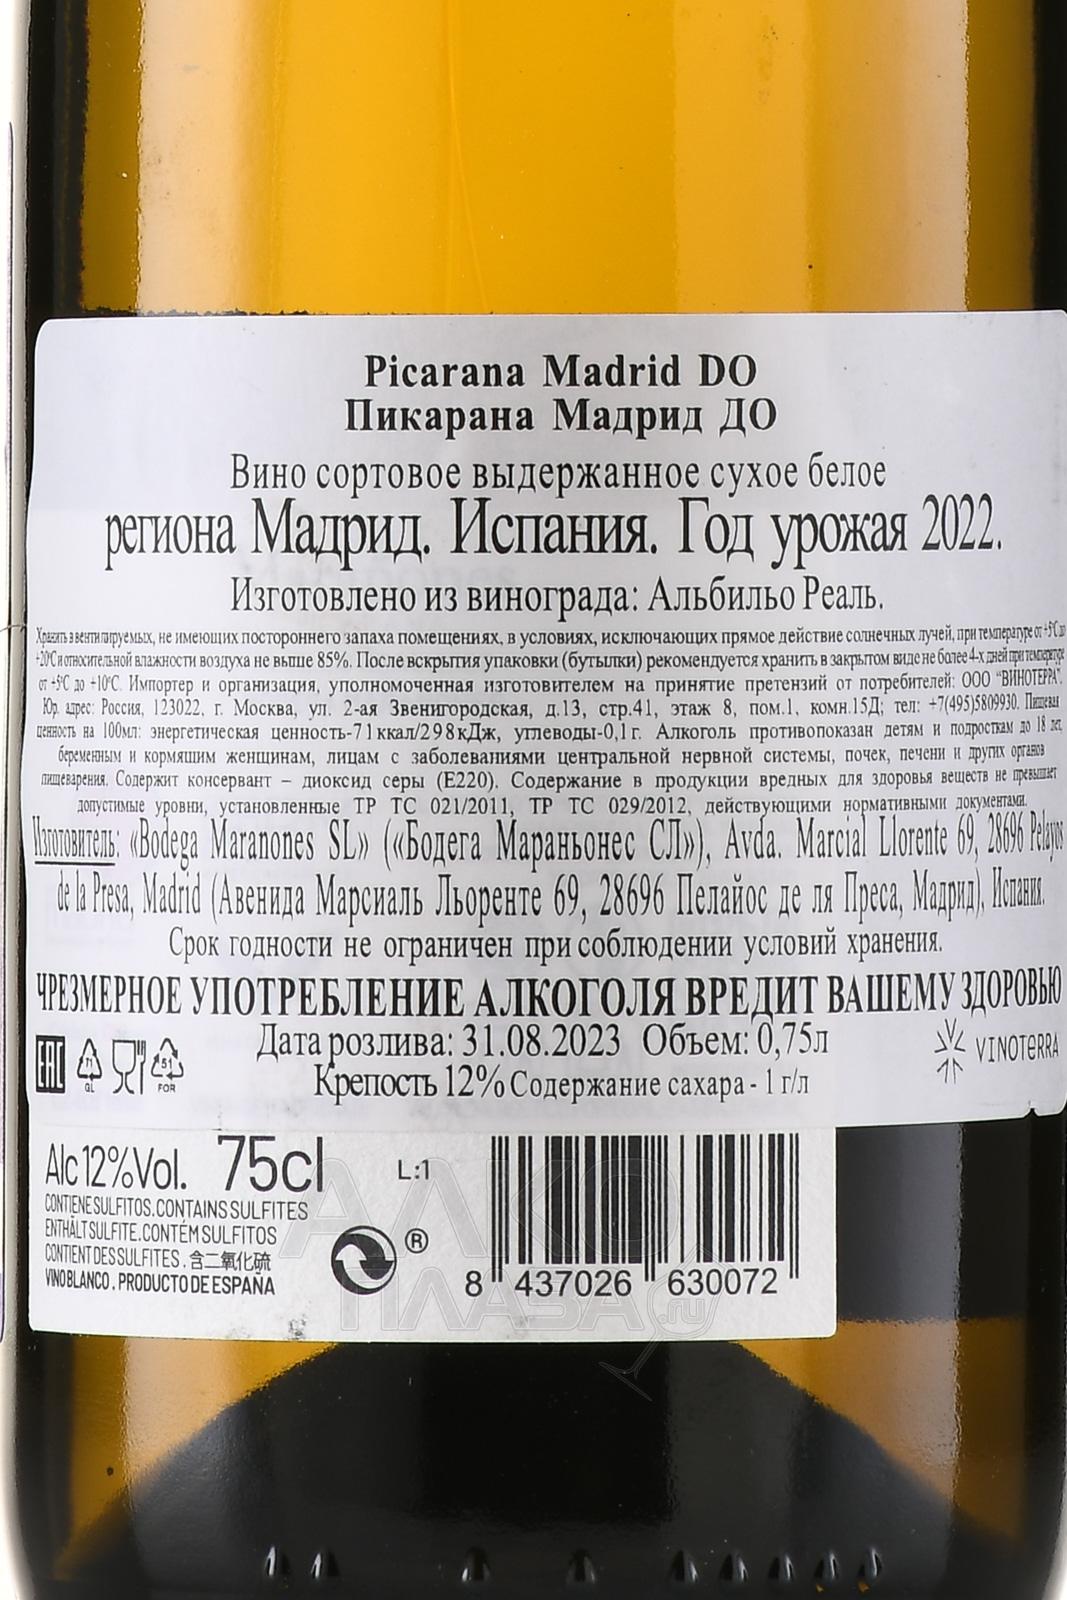 Picarana Madrid DO
Пикарана Мадрид ДО
Вино сортовое выдержанное сухое белое
региона Мадрид. Испания. Год урожая 2022.
Изготовлено из винограда: Альбильо Реаль.
Хранить в вентилируемых, не имеющих постороннего запаха помещениях, в условиях, исключающих прямое действие солнечных лучей, при температуре от +5°C до
+20°C и относительной влажности воздуха не выше 85%. После вскрытия упаковки (бутылки) рекомендуется хранить в закрытом виде не более 4-х дней при температуре
от +5°C до +10°C. Импортер и организация, уполномоченная изготовителем на принятие претензий от потребителей: ООО "ВИНОТЕРРА".
Юр. адрес: Россия, 123022, г. Москва, ул. 2-ая Звенигородская, д.13, стр.41, этаж 8, пом.1, комн.15Д; тел: +7(495)5809930. Пищевая
ценность на 100мл: энергетическая ценность-71ккал/298кДж, углеводы-0,1г. Алкоголь противопоказан детям и подросткам до 18 лет,
беременным и кормящим женщинам, лицам с заболеваниями центральной нервной системы, почек, печени и других органов
пищеварения. Содержит консервант – диоксид серы (Е220). Содержание в продукции вредных для здоровья веществ не превышает
допустимые уровни, установленные ТР ТС 021/2011, ТР ТС 029/2012, действующими нормативными документами.
Изготовитель: «Bodega Maranones SL» («Бодега Мараньонес СЛ»), Avda. Marcial Llorente 69, 28696 Pelayos
de la Presa, Madrid (Авенида Марсиаль Льоренте 69, 28696 Пелайос де ля Преса, Мадрид), Испания.
Срок годности не ограничен при соблюдении условий хранения.
ЧРЕЗМЕРНОЕ УПОТРЕБЛЕНИЕ АЛКОГОЛЯ ВРЕДИТ ВАШЕМУ ЗДОРОВЬЮ
Дата розлива: 31.08.2023 Объем: 0,75л
EAC 71 GL 51 FOR
VINOTERRA
Крепость 12% Содержание сахара - 1 г/л
Alc 12%Vol. 75cl L:1
CONTIENE SULFITOS. CONTAINS SULFITES
ENTHÄLT SULFITE. CONTÉM SULFITOS
CONTIENT DES SULFITES. 含二氧化硫
VINO BLANCO. PRODUCTO DE ESPAÑA
®
8 437026 630072
АЛКО
ПЛАЗА.ru